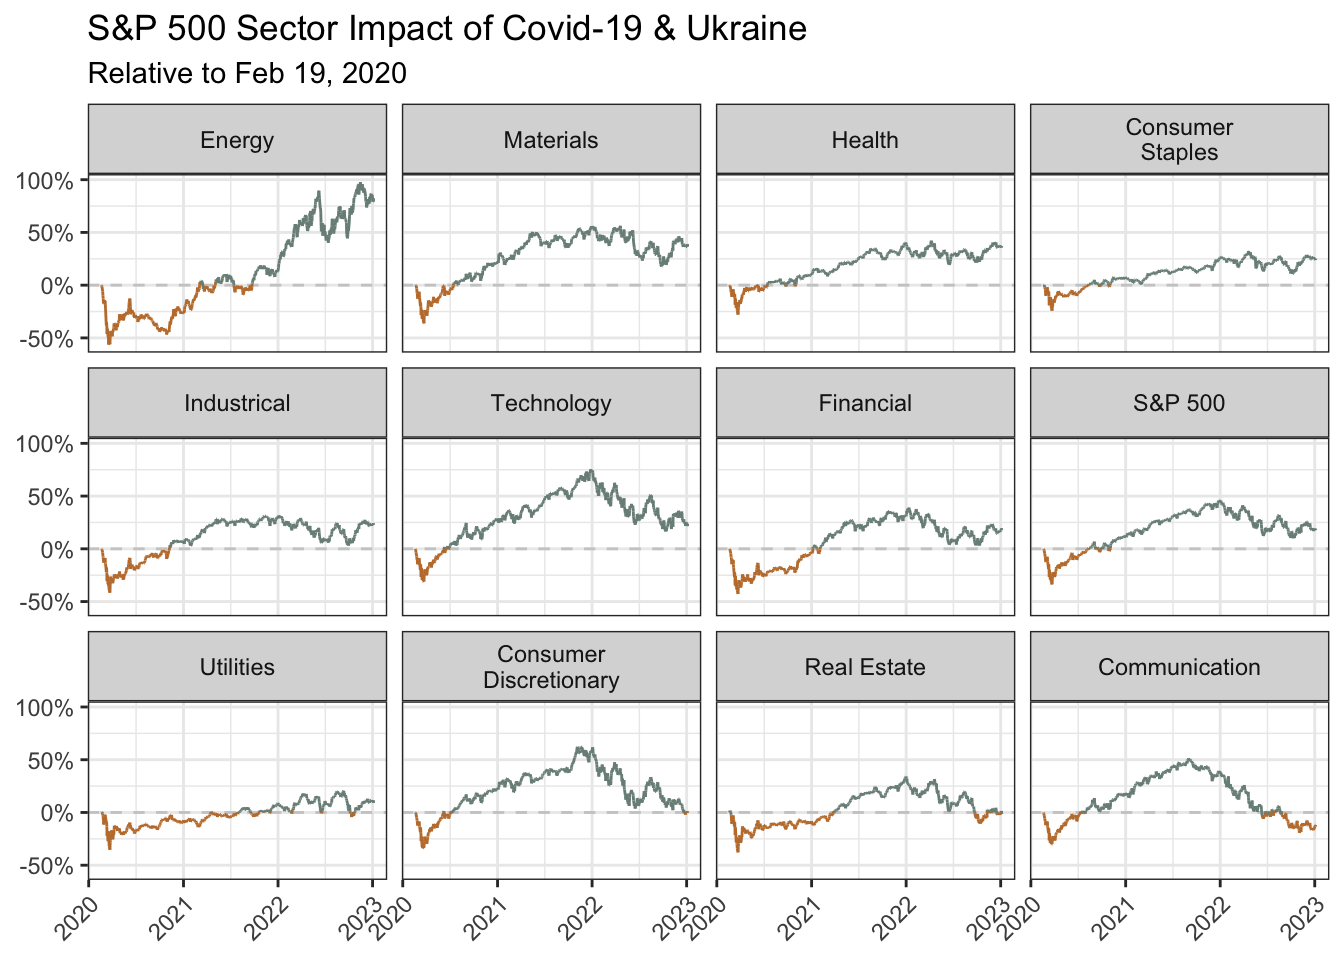 S&P 500 Sector Impact of Covid-19 & Ukraine
Relative to Feb 19, 2020
Energy
Materials
Health
Consumer
Staples
100%
50%
0%
-50%
Industrical
Technology
Financial
S&P 500
100%
50%
0%
-50%
Utilities
Consumer
Discretionary
Real Estate
Communication
100%
50%
0%
-50%
2020
2021
2022
2023
2020
2021
2022
2023
2020
2021
2022
2023
2020
2021
2022
2023